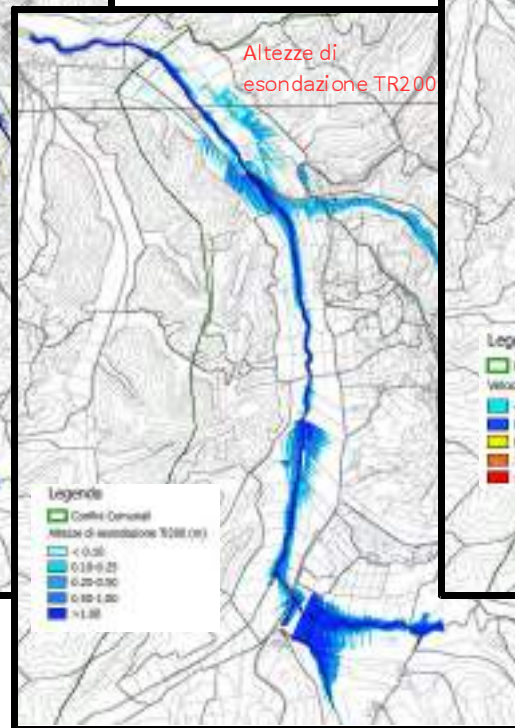 Altezze di
esondazione TR200
Legenda
Confini Comunali
Altezze di esondazione Tr200 (m)
< 0.10
0.10-0.25
0.20-0.50
0.50-1.00
>1.00
Lege
Veloc